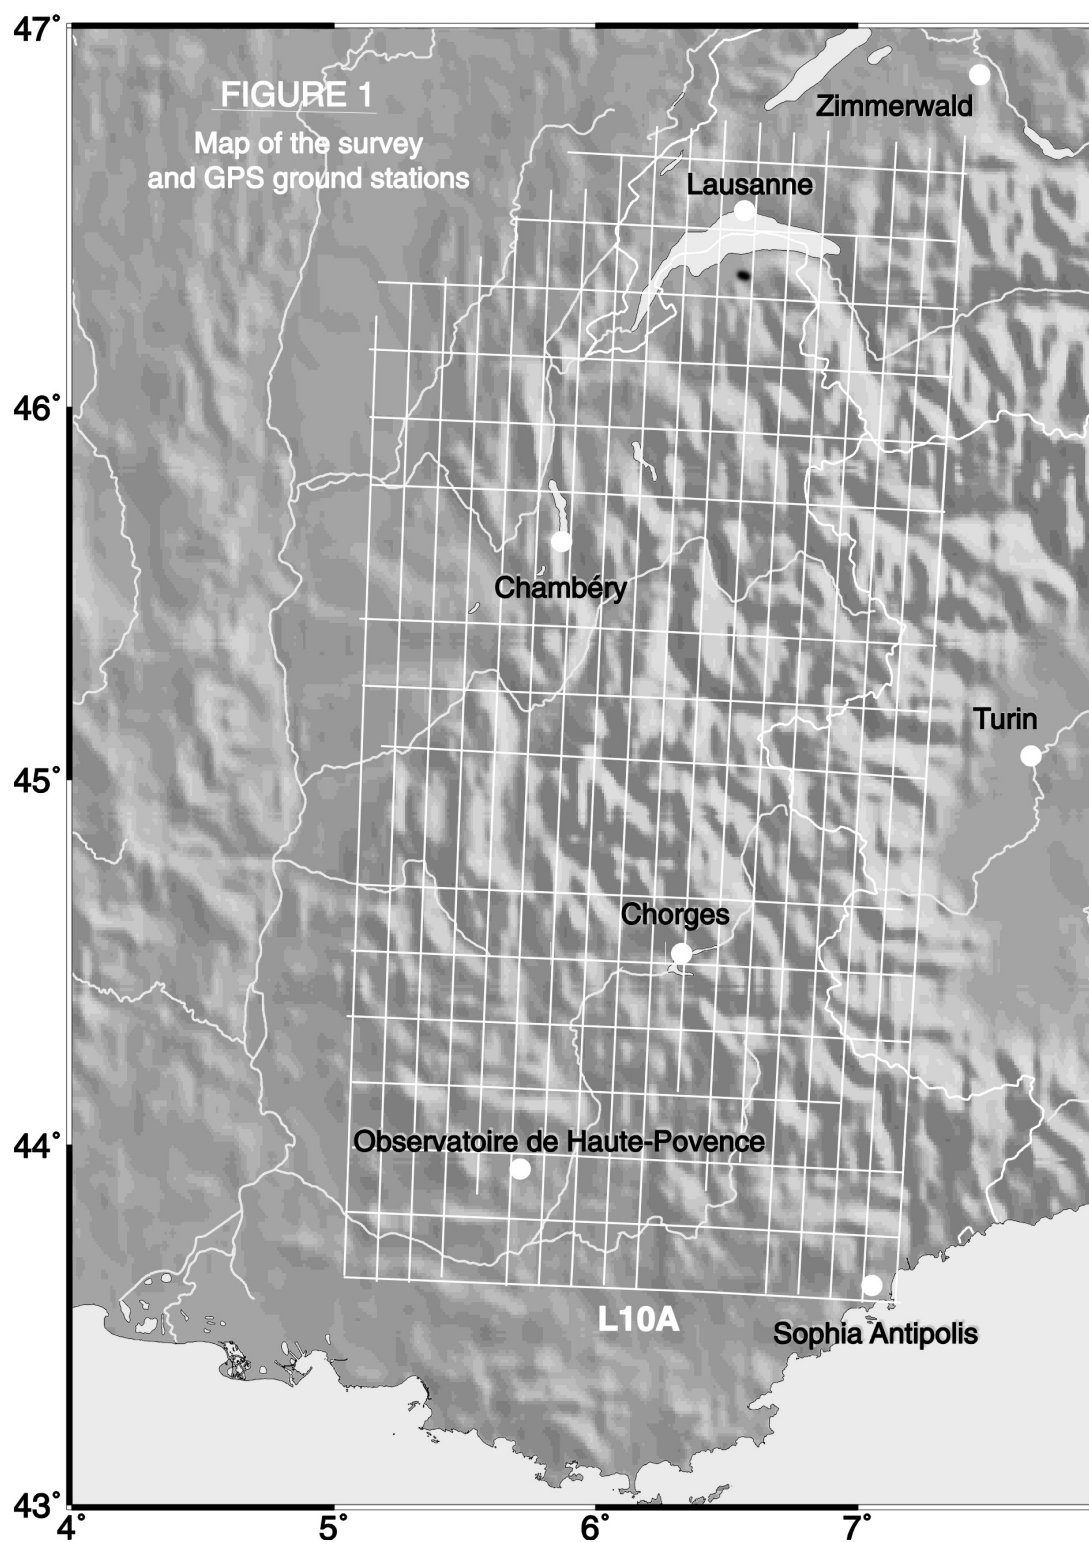 47°
FIGURE 1
Map of the survey
and GPS ground stations
Zimmerwald
Lausanne
46°
Chambéry
Turin
45°
Chorges
44°
Observatoire de Haute-Povence
L10A
Sophia Antipolis
43°
4° 5° 6° 7°